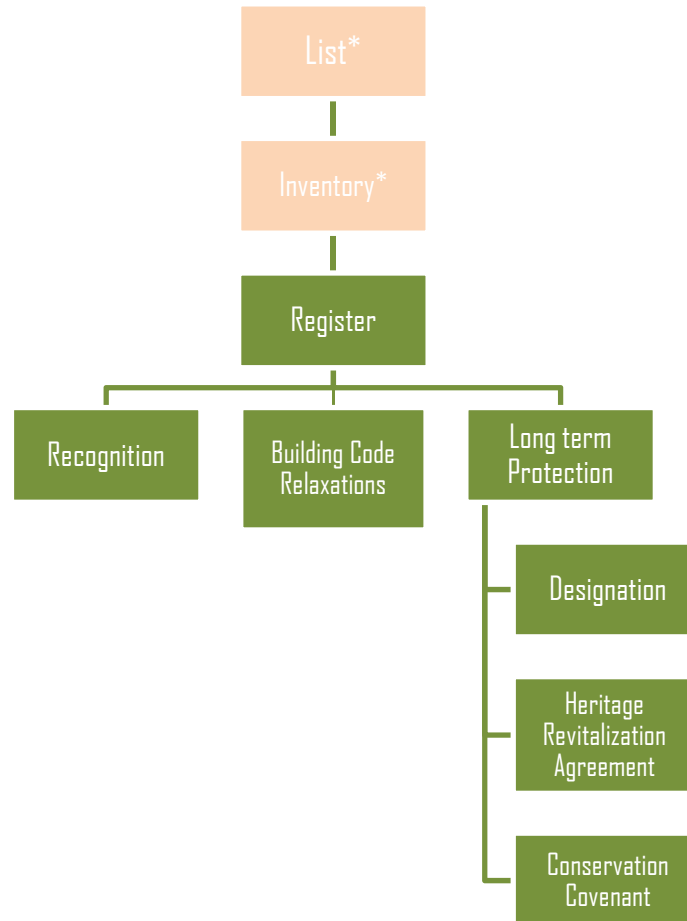 List*
Inventory*
Register
Recognition
Building Code
Relaxations
Long term
Protection
Designation
Heritage
Revitalization
Agreement
Conservation
Covenant